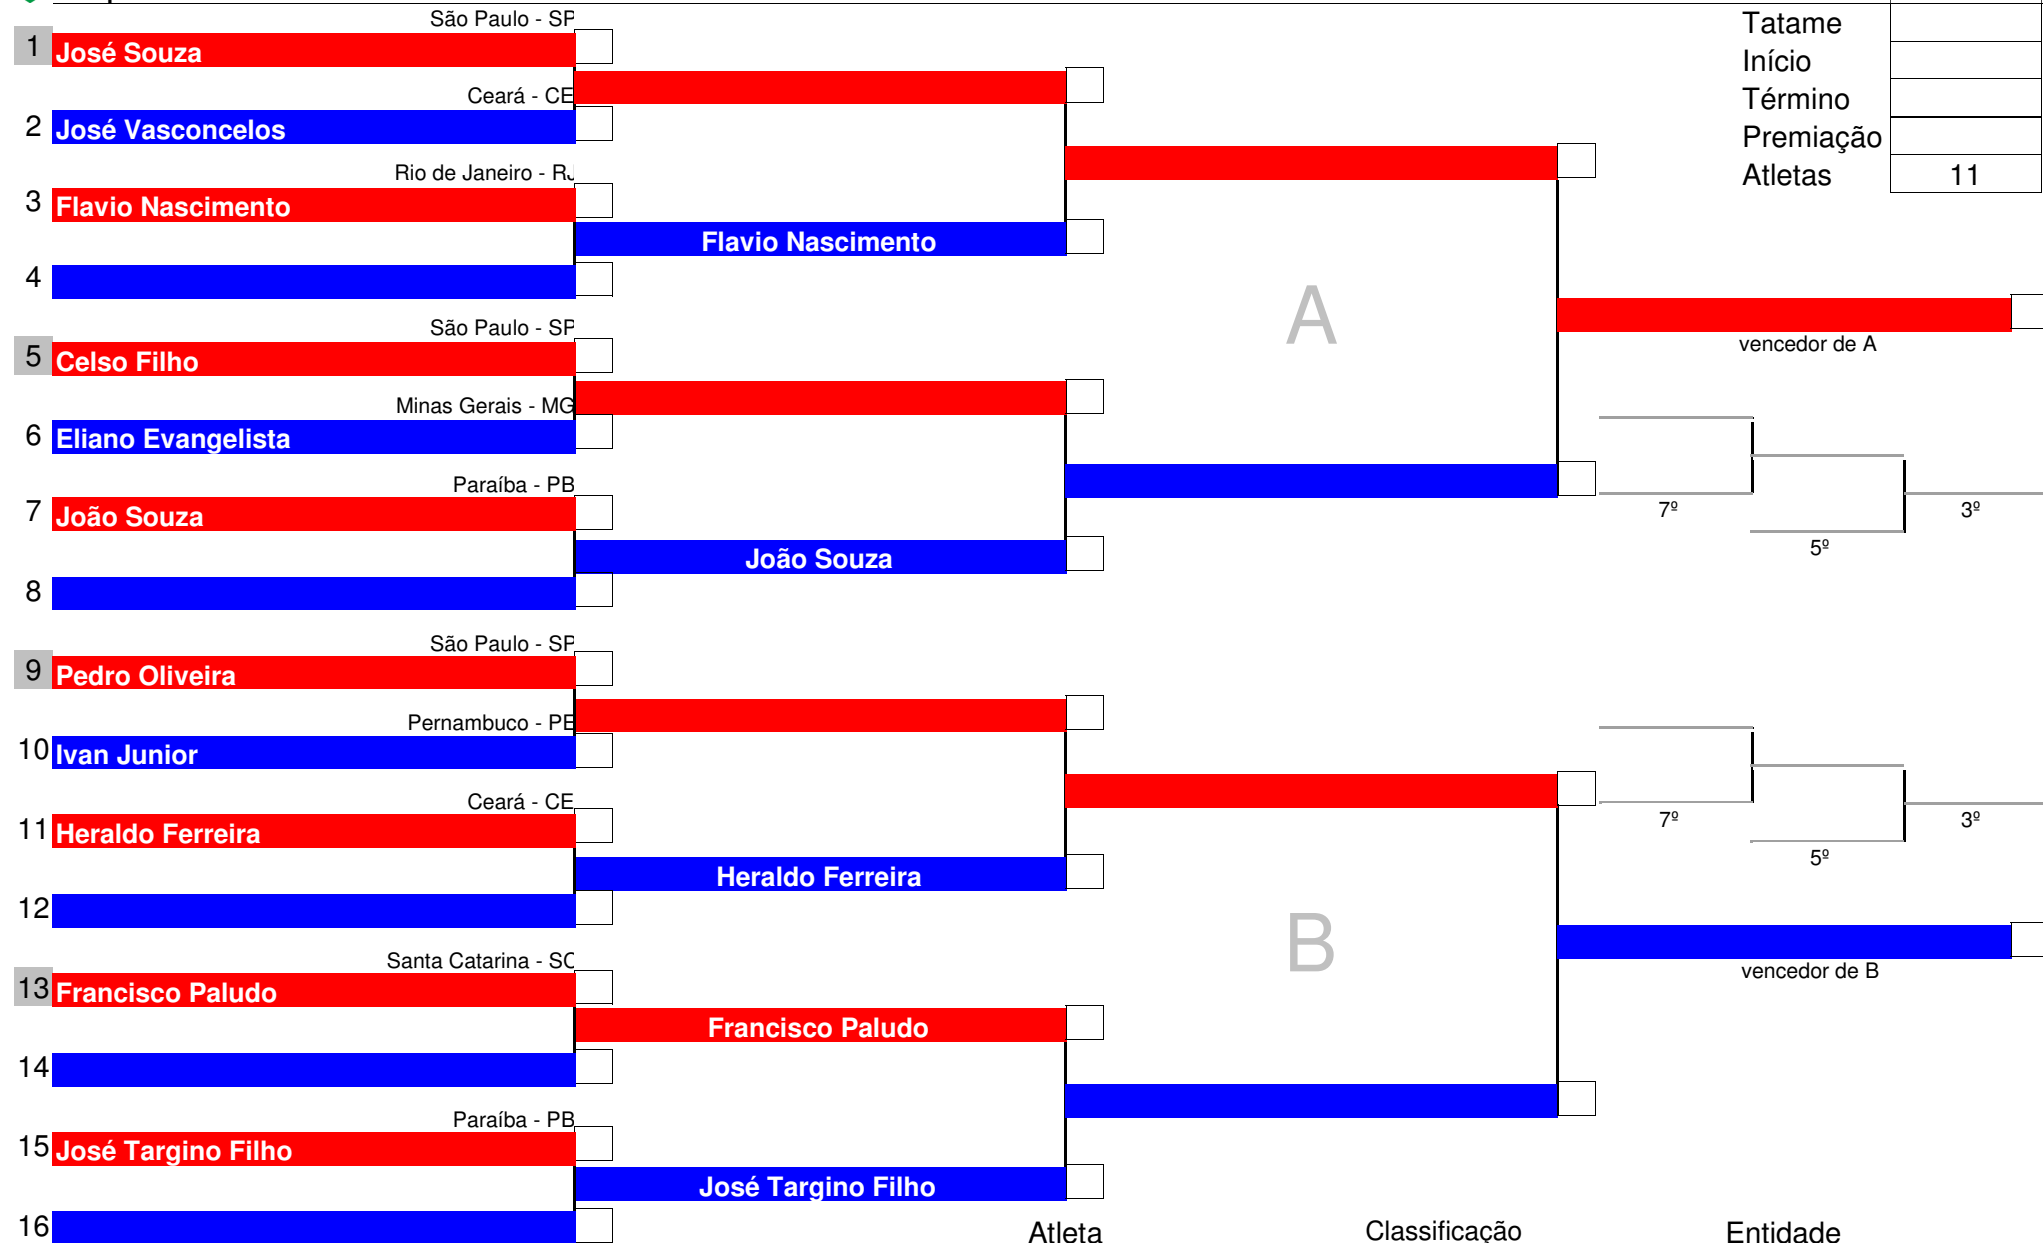 São Paulo - SP
1 José Souza
Ceará - CE
2 José Vasconcelos
Rio de Janeiro - RJ
3 Flavio Nascimento
Flavio Nascimento
4
São Paulo - SP
5 Celso Filho
Minas Gerais - MG
6 Eliano Evangelista
Paraíba - PB
7 João Souza
João Souza
8
São Paulo - SP
9 Pedro Oliveira
Pernambuco - PE
10 Ivan Junior
Ceará - CE
11 Heraldo Ferreira
Heraldo Ferreira
12
Santa Catarina - SC
13 Francisco Paludo
Francisco Paludo
14
Paraíba - PB
15 José Targino Filho
José Targino Filho
16
A
B
Tatame
Início
Término
Premiação
Atletas 11
vencedor de A
7º
5º
3º
7º
5º
3º
vencedor de B
Atleta Classificação Entidade